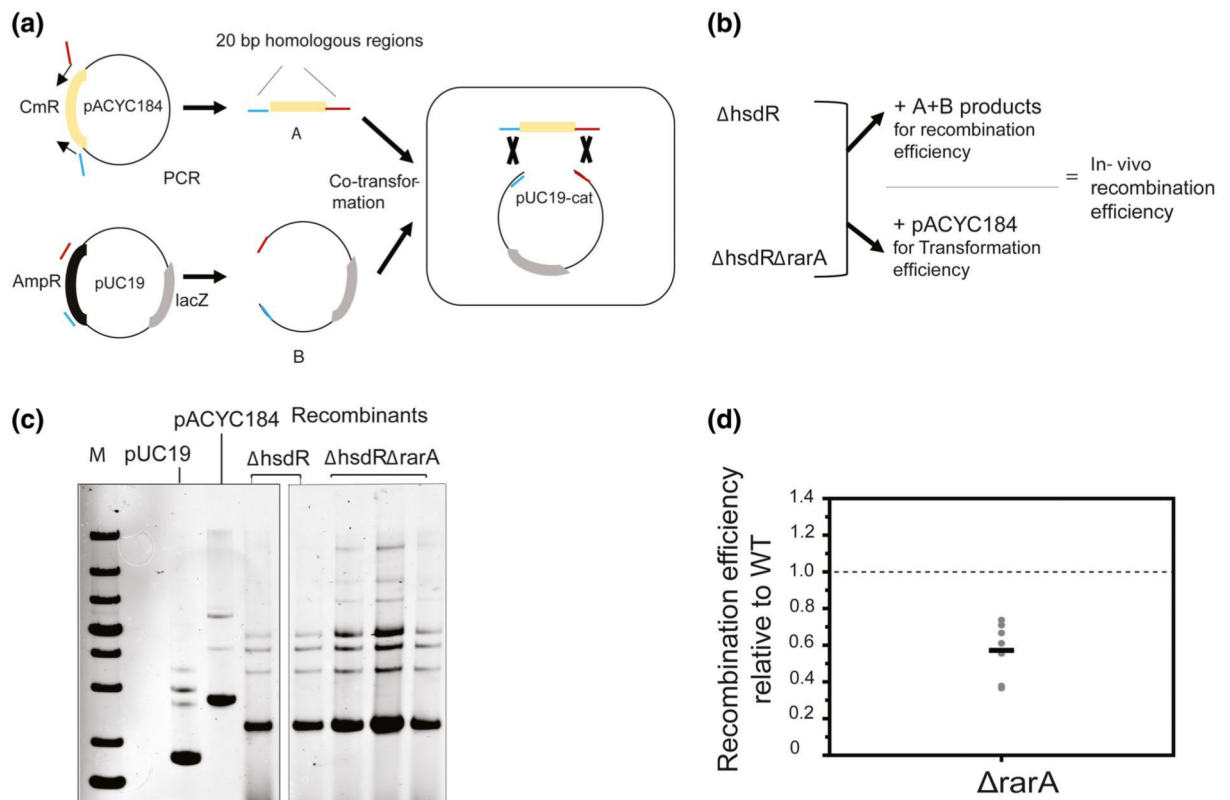 (a)
20 bp homologous regions
CmR
pACYC184
A
PCR
Co-transfor-
mation
pUC19-cat
AmpR
pUC19
lacZ
B
(b)
ΔhsdR
ΔhsdRΔrarA
+ A+B products
for recombination
efficiency
+ pACYC184
for Transformation
efficiency
= In- vivo
recombination
efficiency
(c)
pACYC184 Recombinants
M pUC19 ΔhsdR ΔhsdRΔrarA
(d)
Recombination efficiency
relative to WT
1.4
1.2
1.0
0.8
0.6
0.4
0.2
0
ΔrarA